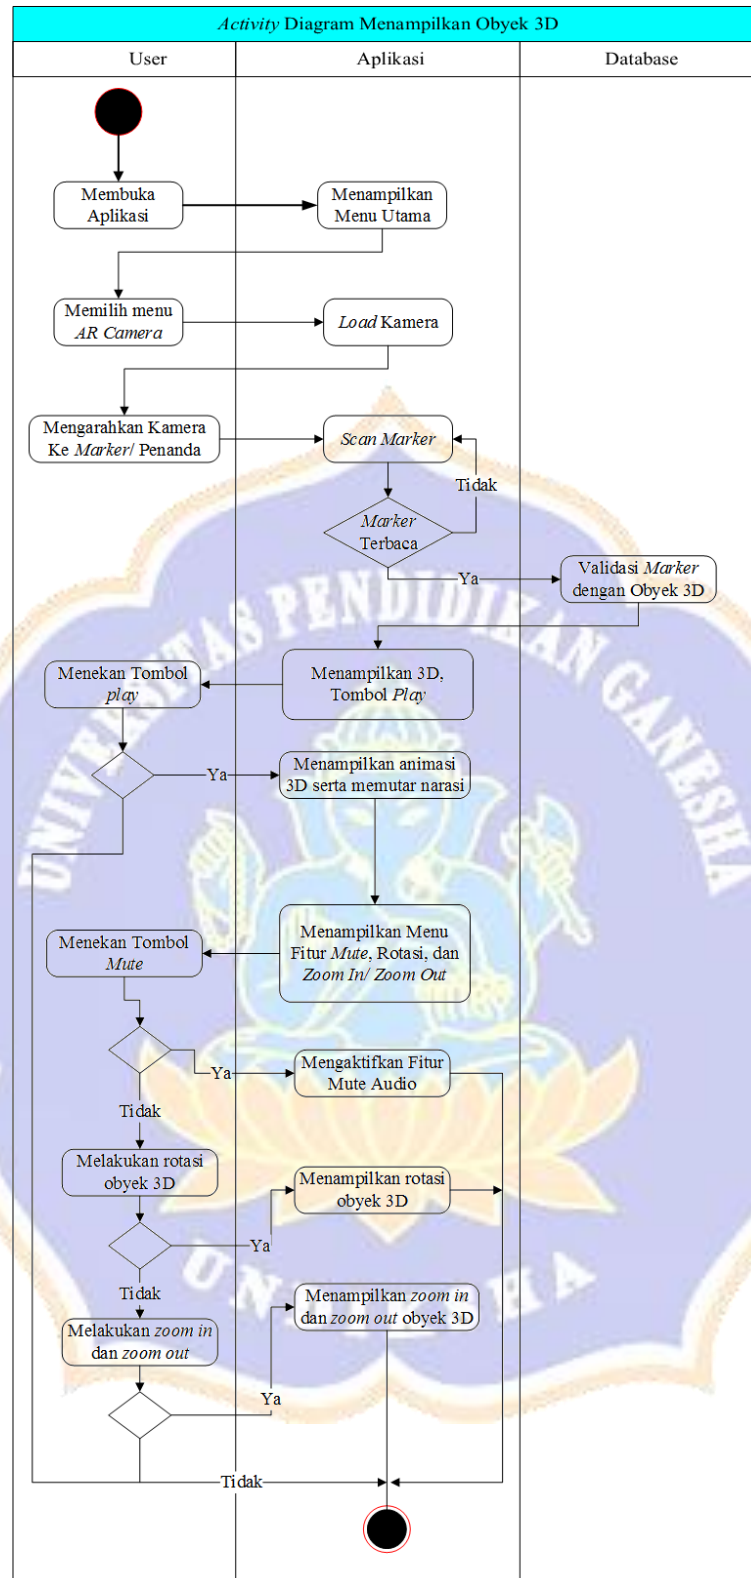 Activity Diagram Menampilkan Obyek 3D
User
Aplikasi
Database
Membuka
Aplikasi
Menampilkan
Menu Utama
Memilih menu
AR Camera
Load Kamera
Mengarahkan Kamera
Ke Marker/ Penanda
Scan Marker
Tidak
Marker
Terbaca
Ya
Validasi Marker
dengan Obyek 3D
Menampilkan 3D,
Tombol Play
Menekan Tombol
play
Ya
Menampilkan animasi
3D serta memutar narasi
Menampilkan Menu
Fitur Mute, Rotasi, dan
Zoom In/ Zoom Out
Menekan Tombol
Mute
Ya
Mengaktifkan Fitur
Mute Audio
Tidak
Melakukan rotasi
obyek 3D
Menampilkan rotasi
obyek 3D
Ya
Tidak
Menampilkan zoom in
dan zoom out obyek 3D
Melakukan zoom in
dan zoom out
Ya
Tidak
UNIVERSITAS PENDIDIKAN GANESHA